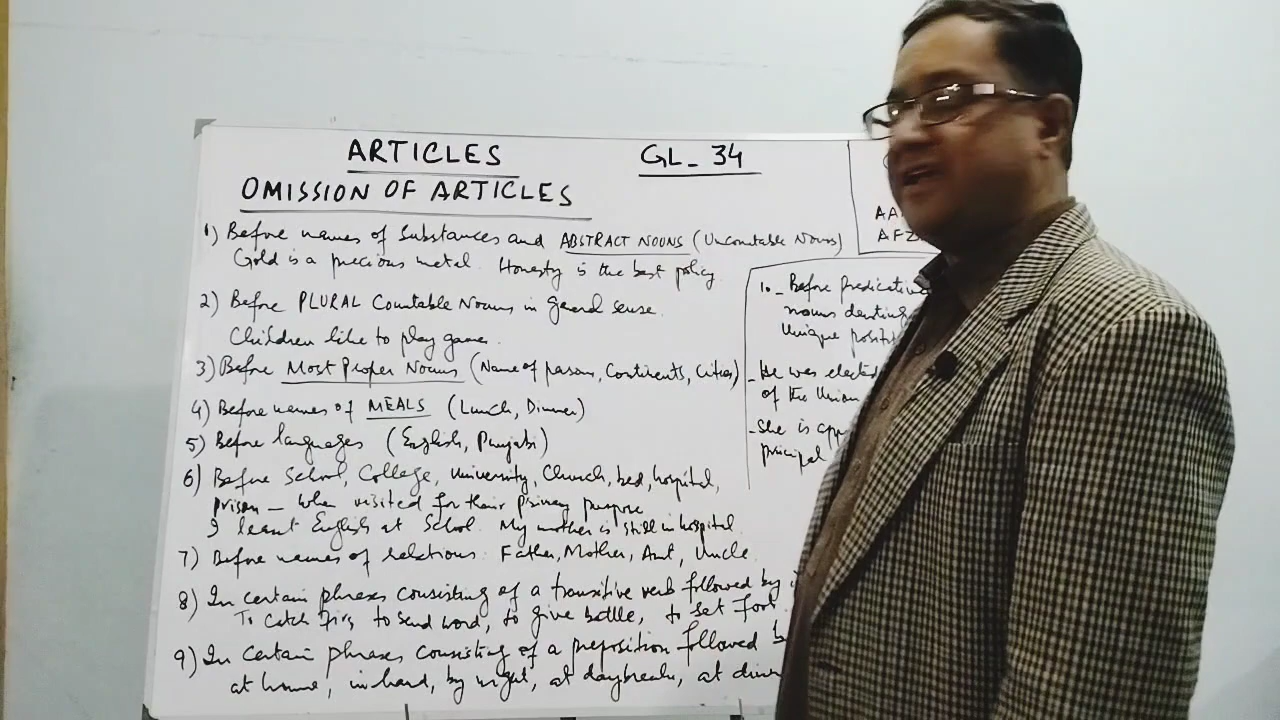 ARTICLES
GL_ 34
OMISSION OF ARTICLES
1) Before names of Substances and ABSTRACT NOUNS (Uncountable Nouns)
Gold is a precious metal. Honesty is the best policy.
2) Before PLURAL Countable Nouns in general sense.
Children like to play games.
3) Before Most Proper Nouns (Name of persons, Continents, Cities)
4) Before names of MEALS (Lunch, Dinner)
5) Before languages (English, Punjabi)
6) Before School, College, University, Church, bed, hospital,
prison _ when visited for their primary purpose
I learnt English at School. My mother is still in hospital.
7) Before names of relations: Father, Mother, Aunt, Uncle.
8) In certain phrases consisting of a transitive verb followed by
To catch fire, to send word, to give battle, to set foot.
9) In certain phrases consisting of a preposition followed
at home, in hand, by night, at daybreak, at
AFZ
10_ Before predicative
nouns denoting
Unique
_ He was elected
of the Union
_ She is
principal